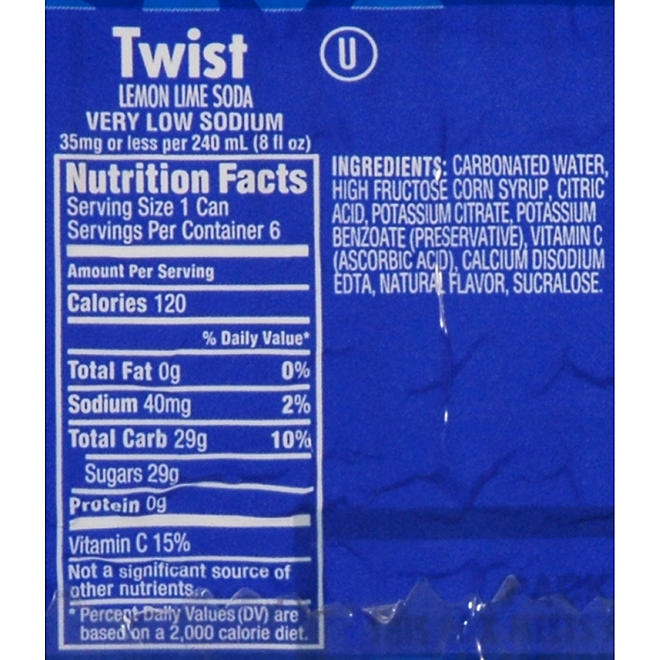 Twist
U
LEMON LIME SODA
VERY LOW SODIUM
35mg or less per 240 mL (8 fl oz)
Nutrition Facts
Serving Size 1 Can
Servings Per Container 6
Amount Per Serving
Calories 120
% Daily Value*
Total Fat 0g 0%
Sodium 40mg 2%
Total Carb 29g 10%
Sugars 29g
Protein 0g
Vitamin C 15%
Not a significant source of
other nutrients.
* Percent Daily Values (DV) are
based on a 2,000 calorie diet.
INGREDIENTS: CARBONATED WATER,
HIGH FRUCTOSE CORN SYRUP, CITRIC
ACID, POTASSIUM CITRATE, POTASSIUM
BENZOATE (PRESERVATIVE), VITAMIN C
(ASCORBIC ACID), CALCIUM DISODIUM
EDTA, NATURAL FLAVOR, SUCRALOSE.